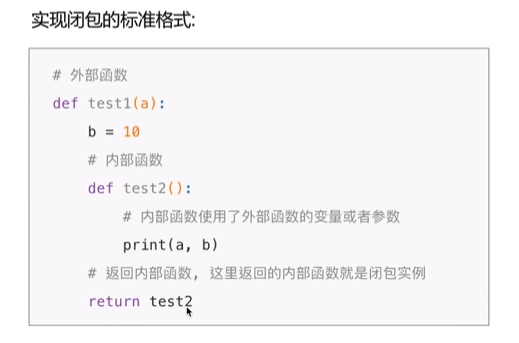 实现闭包的标准格式:
# 外部函数
def test1(a):
    b = 10
    # 内部函数
    def test2():
        # 内部函数使用了外部函数的变量或者参数
        print(a, b)
    # 返回内部函数, 这里返回的内部函数就是闭包实例
    return test2